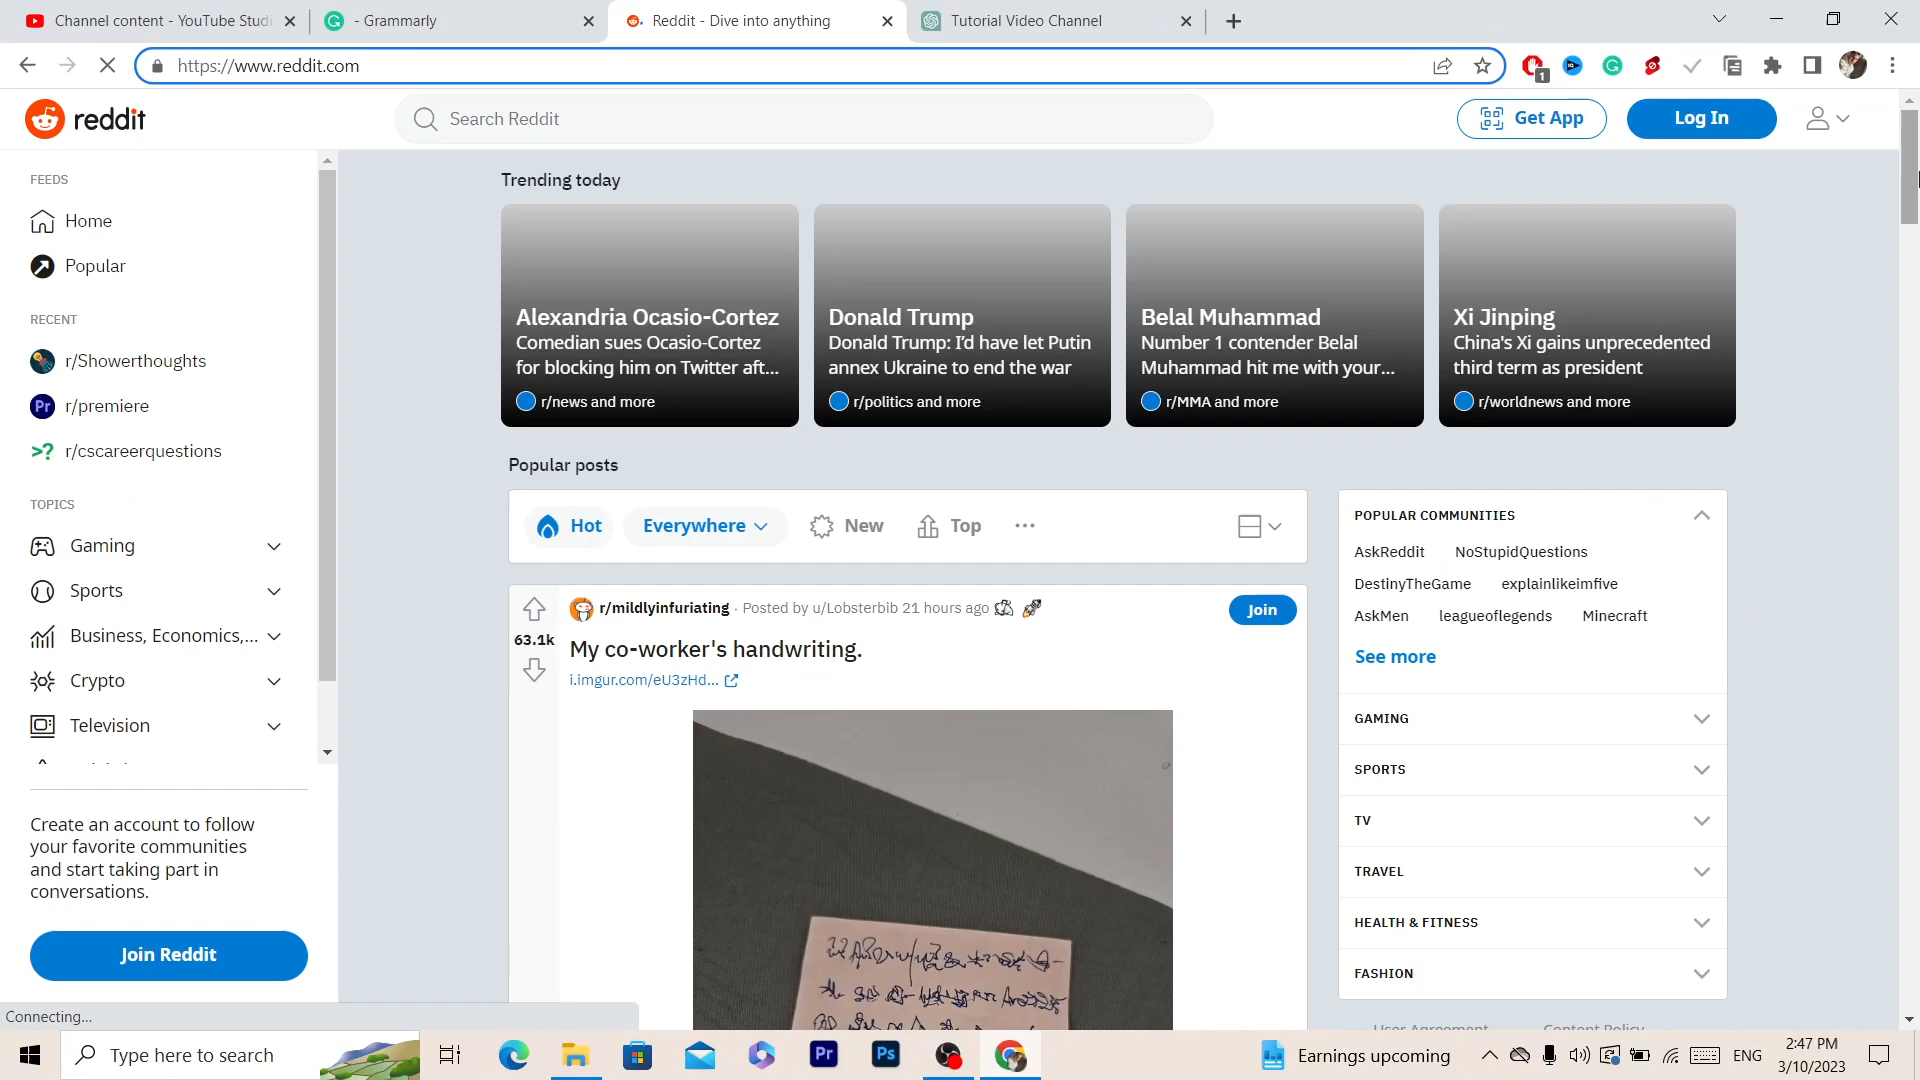 Channel content - YouTube Studi
- Grammarly
Reddit - Dive into anything
Tutorial Video Channel
https://www.reddit.com
1
reddit
Search Reddit
Get App
Log In
FEEDS
Home
Popular
RECENT
r/Showerthoughts
Pr r/premiere
>? r/cscareerquestions
TOPICS
Gaming
Sports
Business, Economics,...
Crypto
Television
Create an account to follow
your favorite communities
and start taking part in
conversations.
Join Reddit
Connecting...
Trending today
Alexandria Ocasio-Cortez
Comedian sues Ocasio-Cortez
for blocking him on Twitter aft...
r/news and more
Donald Trump
Donald Trump: I'd have let Putin
annex Ukraine to end the war
r/politics and more
Belal Muhammad
Number 1 contender Belal
Muhammad hit me with your...
r/MMA and more
Xi Jinping
China's Xi gains unprecedented
third term as president
r/worldnews and more
Popular posts
Hot
Everywhere
New
Top
63.1k
r/mildlyinfuriating · Posted by u/Lobsterbib 21 hours ago
Join
My co-worker's handwriting.
i.imgur.com/eU3zHd...
POPULAR COMMUNITIES
AskReddit NoStupidQuestions
DestinyTheGame explainlikeimfive
AskMen leagueoflegends Minecraft
See more
GAMING
SPORTS
TV
TRAVEL
HEALTH & FITNESS
FASHION
User Agreement Content Policy
Type here to search
Pr
Ps
Earnings upcoming
ENG
2:47 PM
3/10/2023